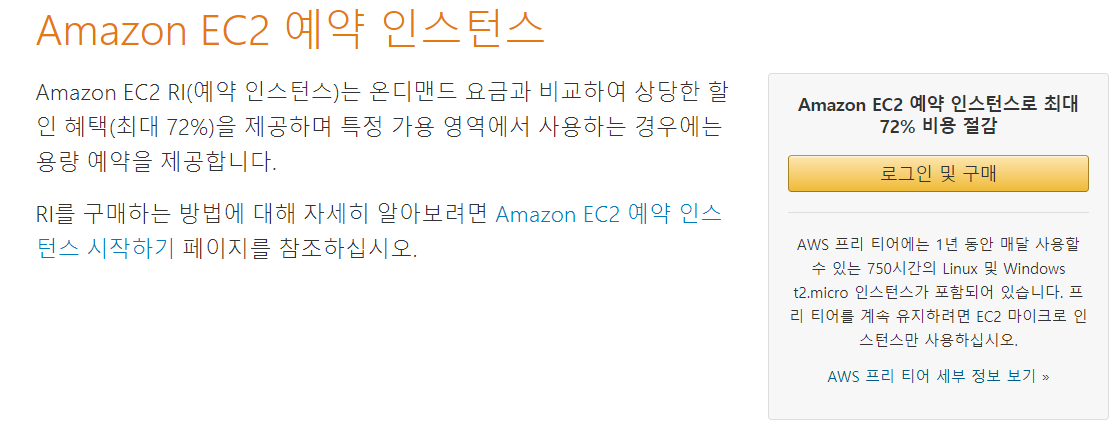 Amazon EC2 예약 인스턴스
Amazon EC2 RI(예약 인스턴스)는 온디맨드 요금과 비교하여 상당한 할
인 혜택(최대 72%)을 제공하며 특정 가용 영역에서 사용하는 경우에는
용량 예약을 제공합니다.
RI를 구매하는 방법에 대해 자세히 알아보려면 Amazon EC2 예약 인스
턴스 시작하기 페이지를 참조하십시오.
Amazon EC2 예약 인스턴스로 최대
72% 비용 절감
로그인 및 구매
AWS 프리 티어에는 1년 동안 매달 사용할
수 있는 750시간의 Linux 및 Windows
t2.micro 인스턴스가 포함되어 있습니다. 프
리 티어를 계속 유지하려면 EC2 마이크로 인
스턴스만 사용하십시오.
AWS 프리 티어 세부 정보 보기 »